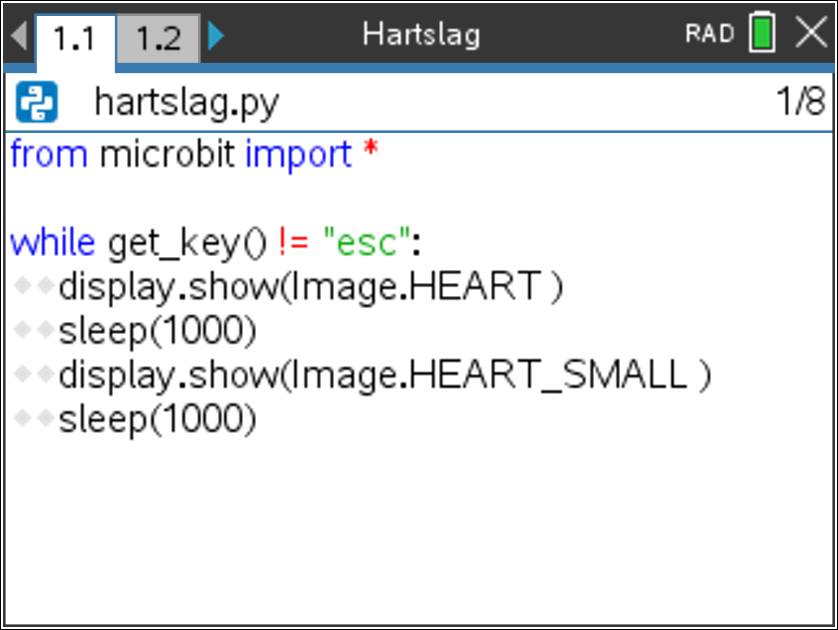 1.1 1.2 Hartslag RAD
hartslag.py 1/8
from microbit import *
while get_key() != "esc":
display.show(Image.HEART )
sleep(1000)
display.show(Image.HEART_SMALL )
sleep(1000)